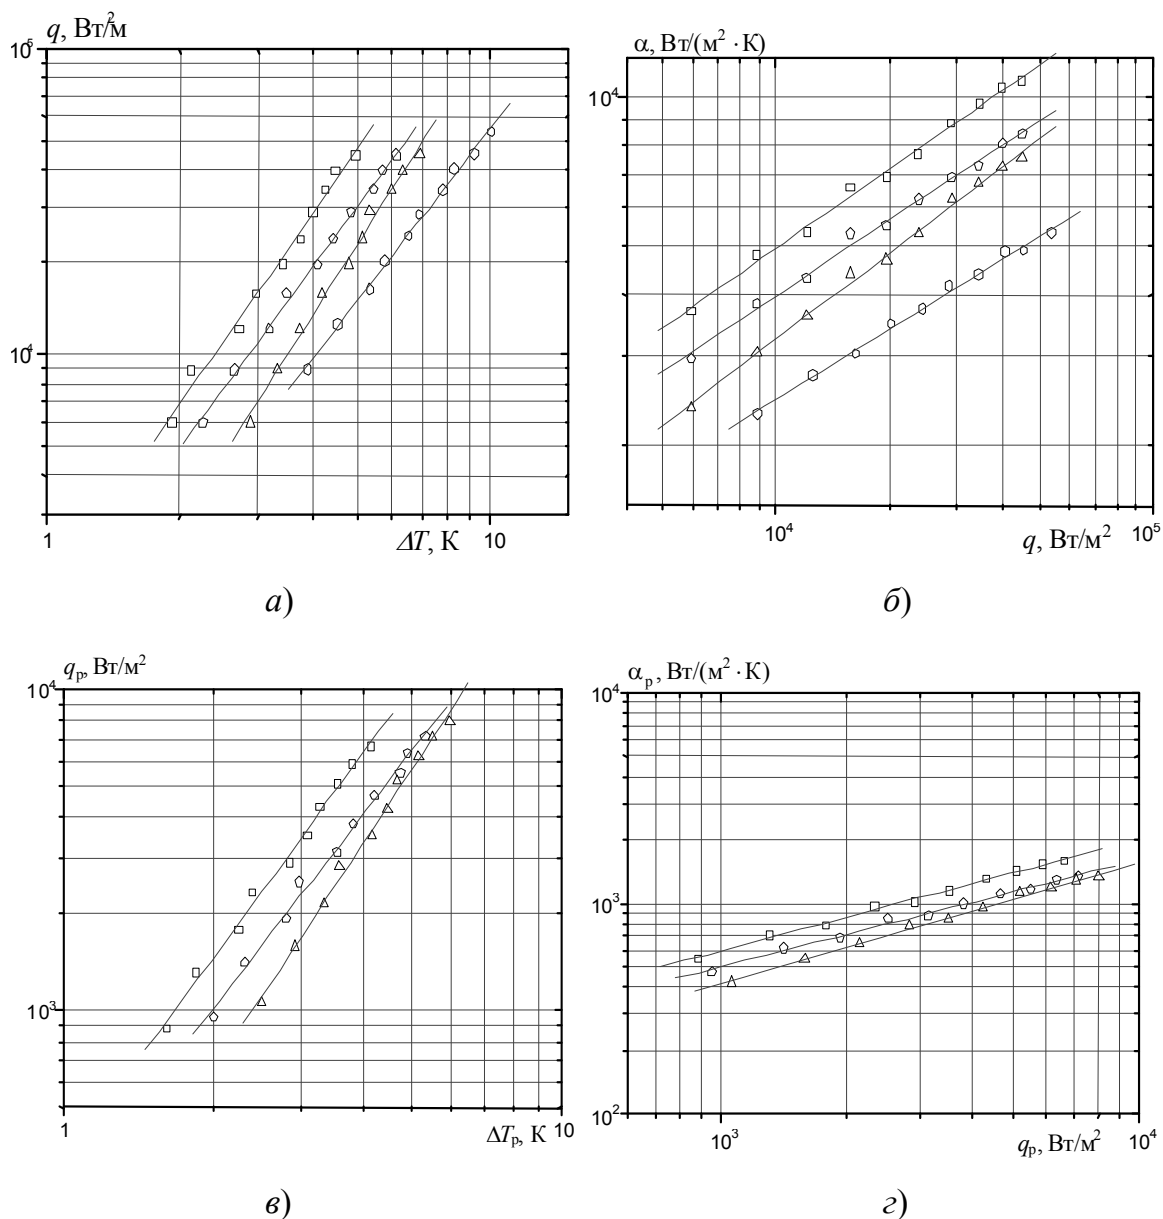 q, Вт/м²
α, Вт/(м² · К)
10⁵
10⁴
10⁴
1
10
ΔT, К
10⁴
10⁵
q, Вт/м²
а)
б)
q_р, Вт/м²
α_р, Вт/(м² · К)
10⁴
10⁴
10³
10³
10²
1
10
ΔT_р, К
10³
10⁴
q_р, Вт/м²
в)
г)